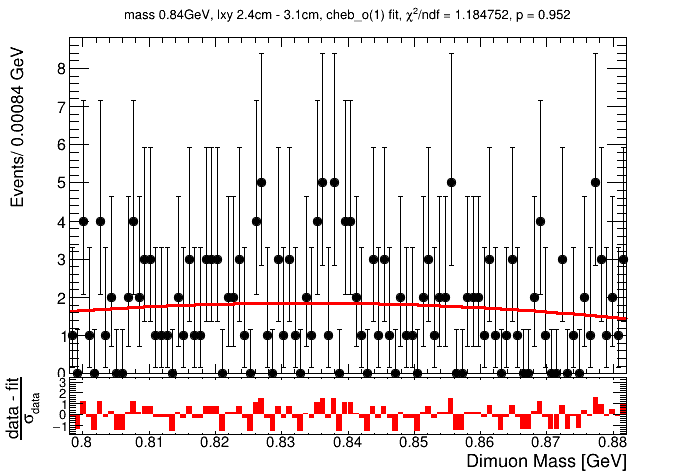 mass 0.84GeV, lxy 2.4cm - 3.1cm, cheb_o(1) fit, χ²/ndf = 1.184752, p = 0.952
Events/ 0.00084 GeV
8
7
6
5
4
3
2
1
0
data - fit
σdata
3
2
1
0
−1
0.8 0.81 0.82 0.83 0.84 0.85 0.86 0.87 0.88
Dimuon Mass [GeV]